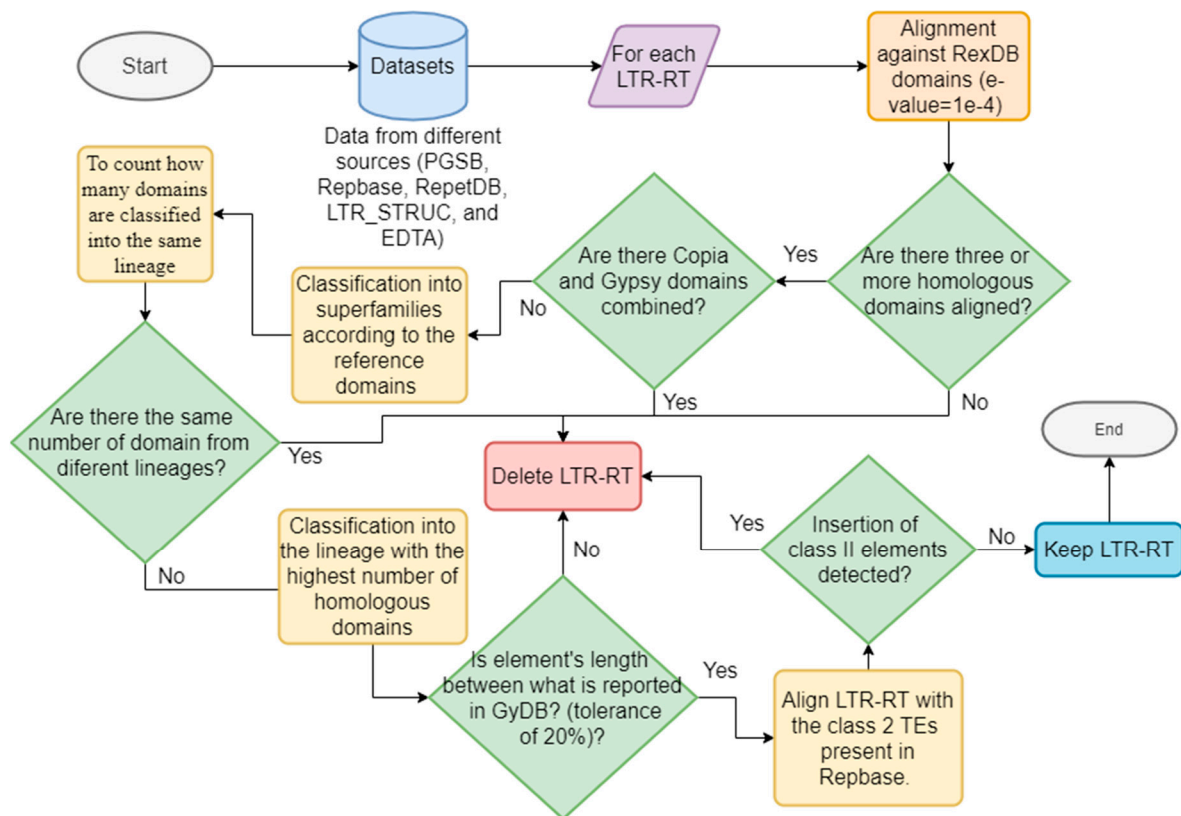 Start
Datasets
For each
LTR-RT
Alignment
against RexDB
domains (e-
value=1e-4)
Data from different
sources (PGSB,
Repbase, RepetDB,
LTR_STRUC, and
EDTA)
To count how
many domains
are classified
into the same
lineage
Are there Copia
and Gypsy domains
combined?
Yes
Are there three or
more homologous
domains aligned?
No
Classification into
superfamilies
according to the
reference
domains
Yes
No
Are there the same
number of domain from
diferent lineages?
Yes
Delete LTR-RT
End
Classification into
the lineage with the
highest number of
homologous
domains
No
No
Yes
Insertion of
class II elements
detected?
No
Keep LTR-RT
Is element's length
between what is reported
in GyDB? (tolerance
of 20%)?
Yes
Align LTR-RT with
the class 2 TEs
present in
Repbase.